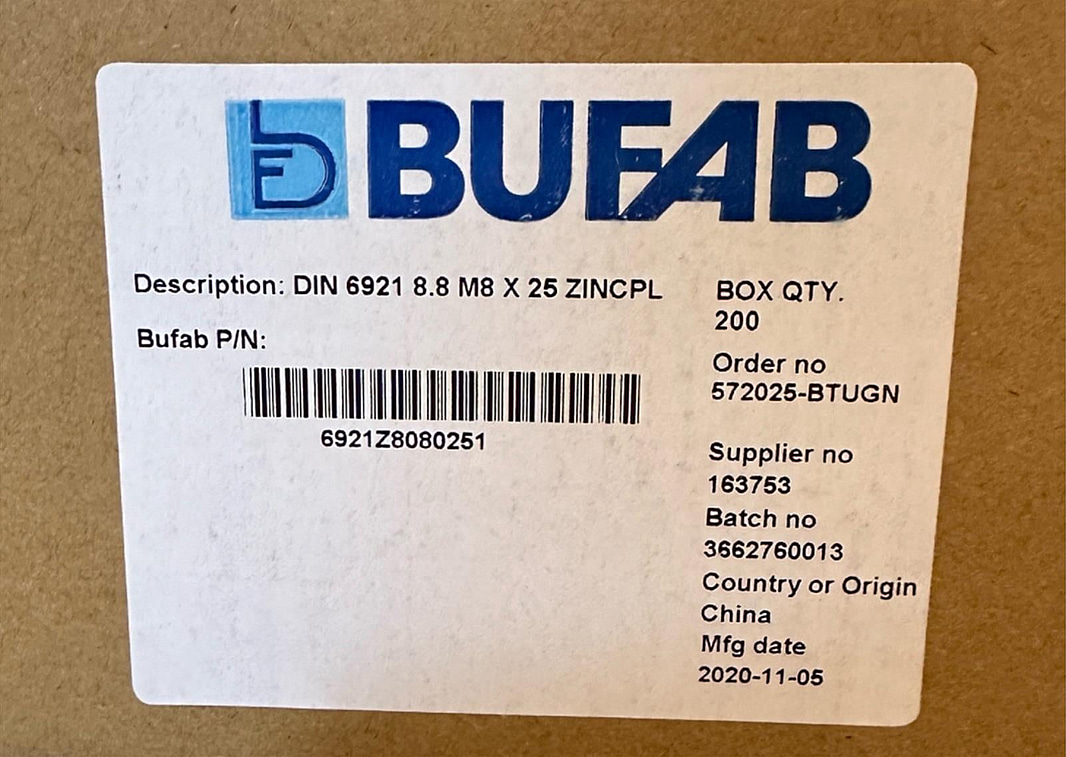 BUFAB
Description: DIN 6921 8.8 M8 X 25 ZINCPL
Bufab P/N:
6921Z8080251
BOX QTY.
200
Order no
572025-BTUGN
Supplier no
163753
Batch no
3662760013
Country or Origin
China
Mfg date
2020-11-05